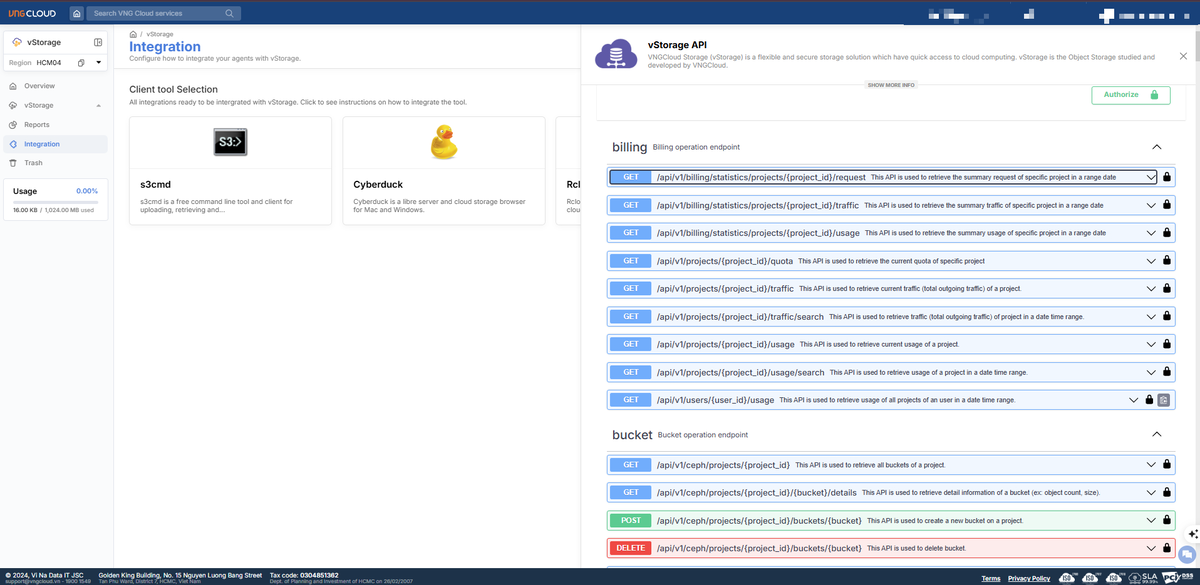 VNG CLOUD
Search VNG Cloud services
vStorage
Region HCM04
Overview
vStorage
Reports
Integration
Trash
Usage 0.00%
16.00 KB / 1,024.00 MB used
/ vStorage
Integration
Configure how to integrate your agents with vStorage.
Client tool Selection
All integrations ready to be intergrated with vStorage. Click to see instructions on how to integrate the tool.
S3:>
s3cmd
s3cmd is a free command line tool and client for
uploading, retrieving and...
Cyberduck
Cyberduck is a libre server and cloud storage browser
for Mac and Windows.
Rcl
Rclo
clou
vStorage API
VNGCloud Storage (vStorage) is a flexible and secure storage solution which have quick access to cloud computing. vStorage is the Object Storage studied and
developed by VNGCloud.
SHOW MORE INFO
Authorize
billing Billing operation endpoint
GET /api/v1/billing/statistics/projects/{project_id}/request This API is used to retrieve the summary request of specific project in a range date
GET /api/v1/billing/statistics/projects/{project_id}/traffic This API is used to retrieve the summary traffic of specific project in a range date
GET /api/v1/billing/statistics/projects/{project_id}/usage This API is used to retrieve the summary usage of specific project in a range date
GET /api/v1/projects/{project_id}/quota This API is used to retrieve the current quota of specific project
GET /api/v1/projects/{project_id}/traffic This API is used to retrieve current traffic (total outgoing traffic) of a project.
GET /api/v1/projects/{project_id}/traffic/search This API is used to retrieve traffic (total outgoing traffic) of project in a date time range.
GET /api/v1/projects/{project_id}/usage This API is used to retrieve current usage of a project.
GET /api/v1/projects/{project_id}/usage/search This API is used to retrieve usage of a project in a date time range.
GET /api/v1/users/{user_id}/usage This API is used to retrieve usage of all projects of an user in a date time range.
bucket Bucket operation endpoint
GET /api/v1/ceph/projects/{project_id} This API is used to retrieve all buckets of a project.
GET /api/v1/ceph/projects/{project_id}/{bucket}/details This API is used to retrieve detail information of a bucket (ex: object count, size).
POST /api/v1/ceph/projects/{project_id}/buckets/{bucket} This API is used to create a new bucket on a project.
DELETE /api/v1/ceph/projects/{project_id}/buckets/{bucket} This API is used to delete bucket.
© 2024, Vi Na Data IT JSC Golden King Building, No. 15 Nguyen Luong Bang Street Tax code: 0304851362
support@vngcloud.vn - 1900 1549 Tan Phu Ward, District 7, HCMC, Viet Nam Dept. of Planning and Investment of HCMC on 26/02/2007
Terms Privacy Policy ISO ISO ISO SLA 99.99% PCI DSS